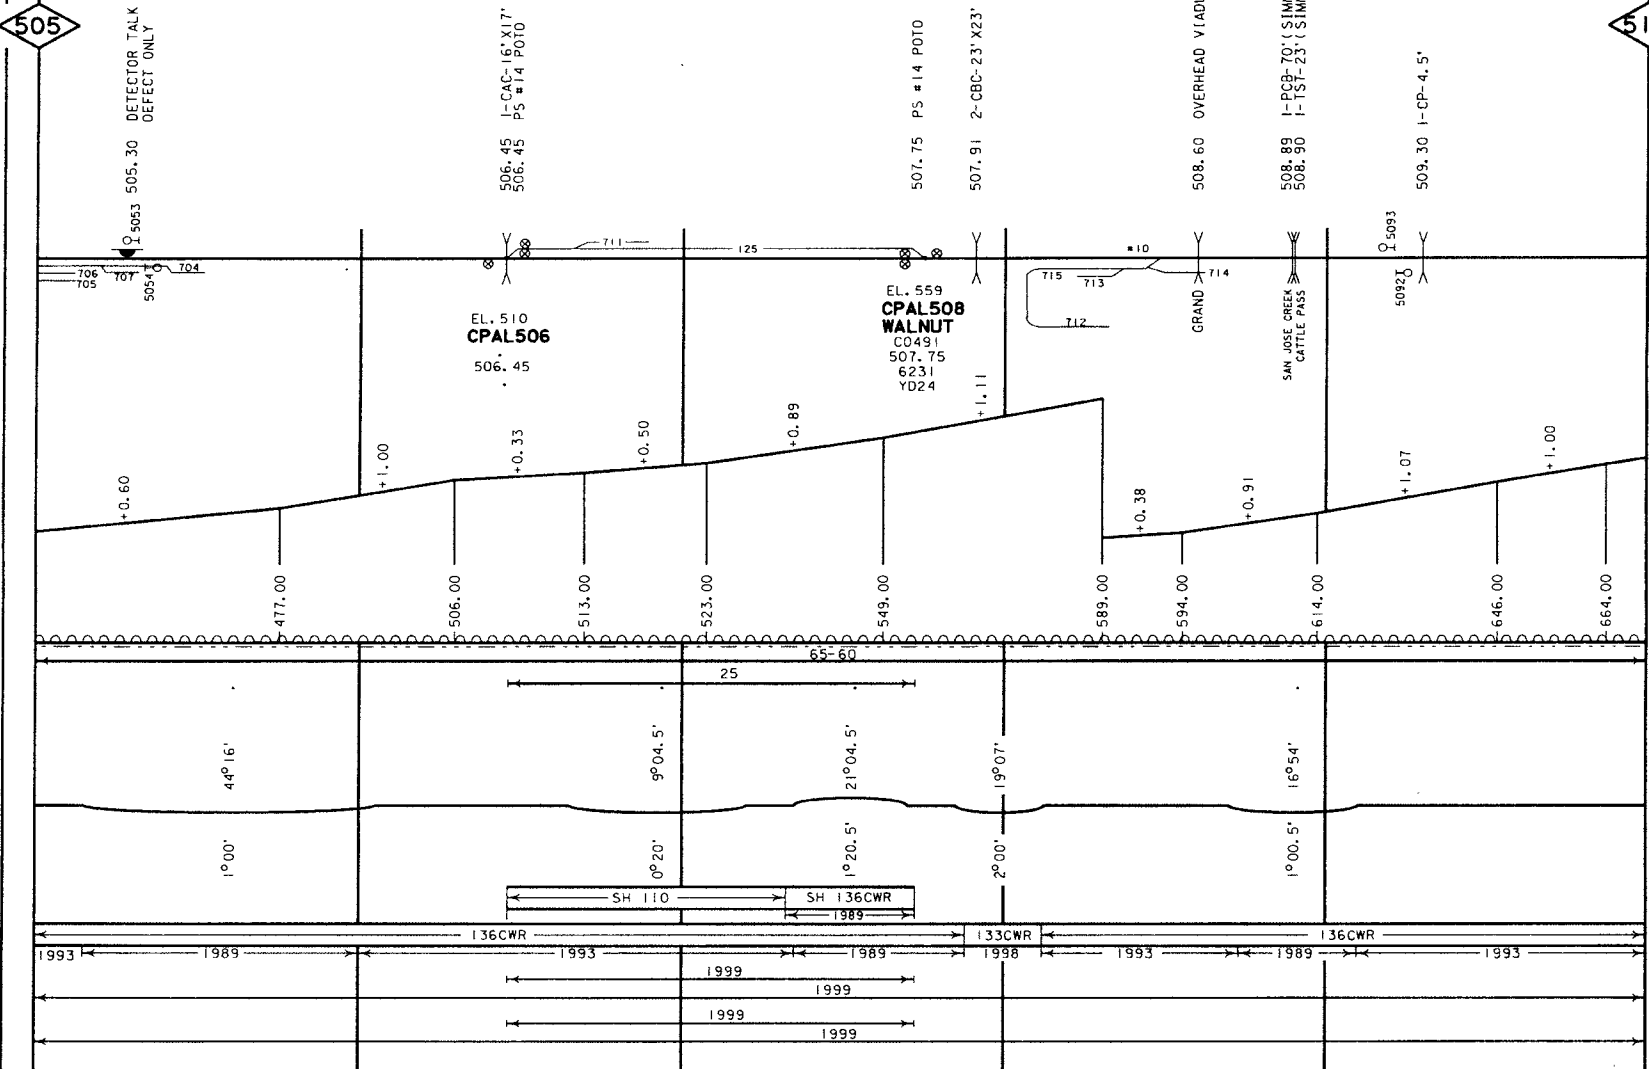 505
51
505.30 DETECTOR TALK
DEFECT ONLY
506.45 1-CAC-16'X17'
506.45 PS #14 POTO
507.75 PS #14 POTO
507.91 2-CBC-23'X23'
508.60 OVERHEAD VIADU
508.89 1-PCB-70'(SIMI
508.90 1-TST-23'(SIMI
509.30 1-CP-4.5'
5053
5093
706
707
704
705
5054
711
125
#10
715
713
714
712
GRAND
SAN JOSE CREEK
CATTLE PASS
5092
EL.510
CPAL506
506.45
EL.559
CPAL508
WALNUT
C0491
507.75
6231
YD24
+0.60
+1.00
+0.33
+0.50
+0.89
+1.11
+0.38
+0.91
+1.07
+1.00
477.00
506.00
513.00
523.00
549.00
589.00
594.00
614.00
646.00
664.00
65-60
25
44°16'
9°04.5'
21°04.5'
19°07'
16°54'
1°00'
0°20'
1°20.5'
2°00'
1°00.5'
SH 110
SH 136CWR
1989
136CWR
133CWR
136CWR
1993
1989
1993
1989
1998
1993
1989
1993
1999
1999
1999
1999